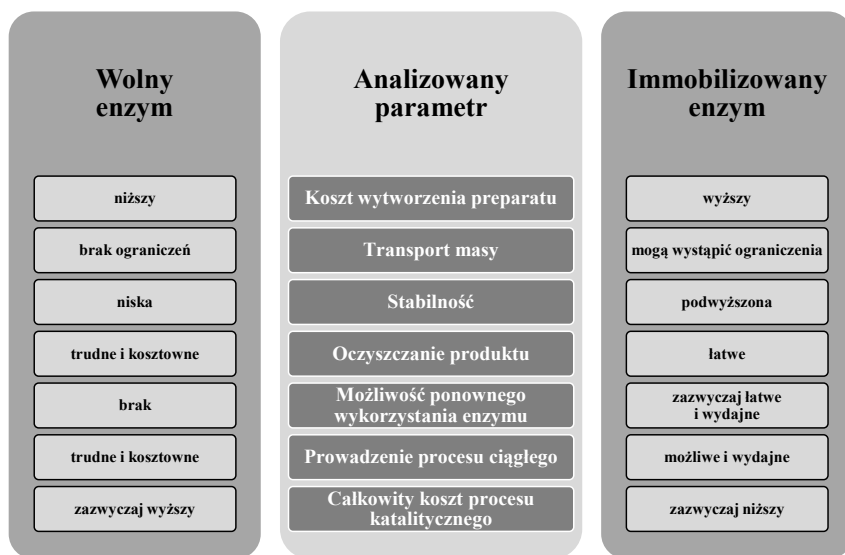 Wolny
enzym
Analizowany
parametr
Immobilizowany
enzym
niższy
Koszt wytworzenia preparatu
wyższy
brak ograniczeń
Transport masy
mogą wystąpić ograniczenia
niska
Stabilność
podwyższona
trudne i kosztowne
Oczyszczanie produktu
łatwe
brak
Możliwość ponownego
wykorzystania enzymu
zazwyczaj łatwe
i wydajne
trudne i kosztowne
Prowadzenie procesu ciągłego
możliwe i wydajne
zazwyczaj wyższy
Całkowity koszt procesu
katalitycznego
zazwyczaj niższy